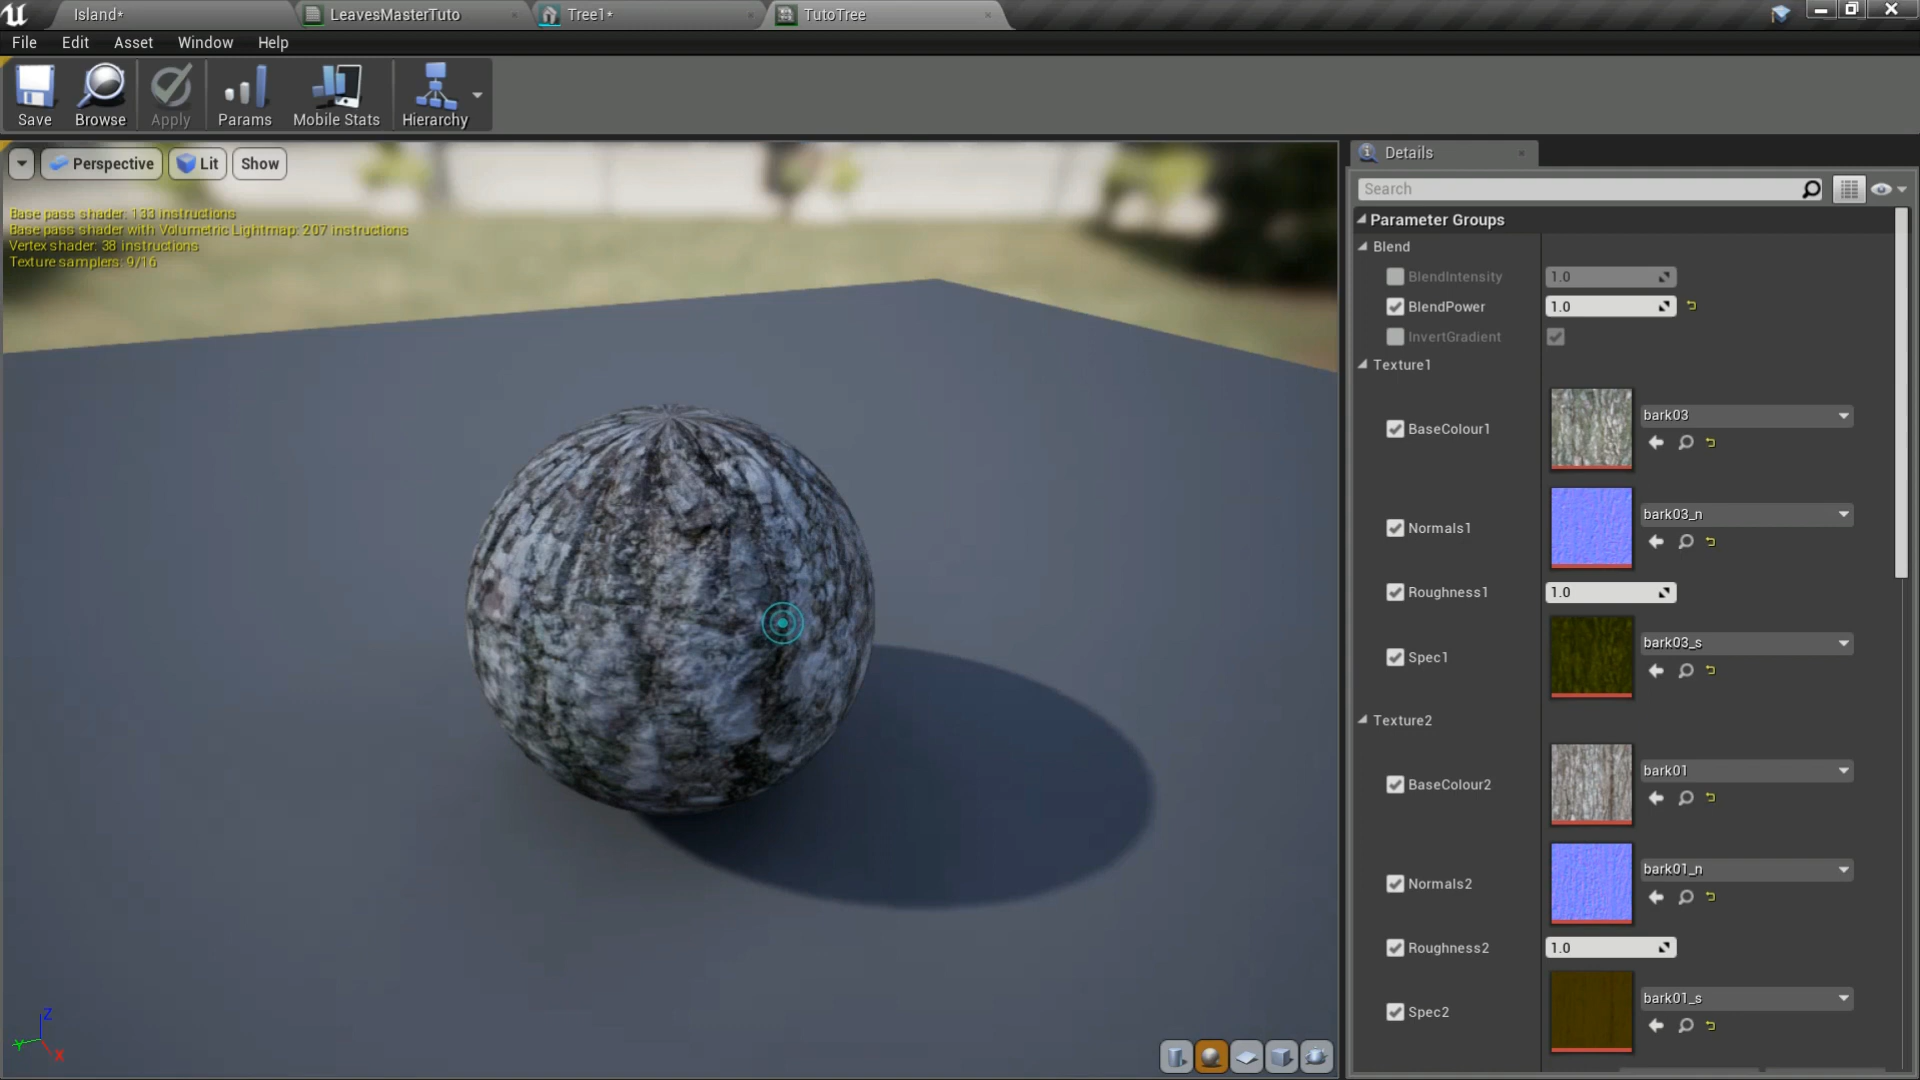 Island*
LeavesMasterTuto
Tree1*
TutoTree
File
Edit
Asset
Window
Help
Save
Browse
Apply
Params
Mobile Stats
Hierarchy
Perspective
Lit
Show
Base pass shader: 133 instructions
Base pass shader with Volumetric Lightmap: 207 instructions
Vertex shader: 38 instructions
Texture samplers: 9/16
Z
Y
X
Details
Search
Parameter Groups
Blend
BlendIntensity 1.0
BlendPower 1.0
InvertGradient
Texture1
BaseColour1 bark03
Normals1 bark03_n
Roughness1 1.0
Spec1 bark03_s
Texture2
BaseColour2 bark01
Normals2 bark01_n
Roughness2 1.0
Spec2 bark01_s